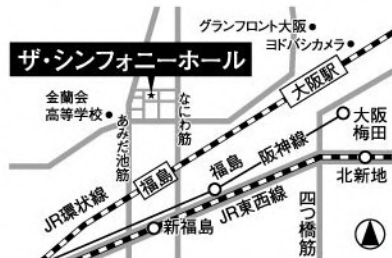 グランフロント大阪
ヨドバシカメラ
ザ・シンフォニーホール
金蘭会
高等学校
あみだ池筋
なにわ筋
大阪駅
大阪
梅田
福島
福島
阪神線
北新地
JR環状線
JR東西線
新福島
四つ橋筋